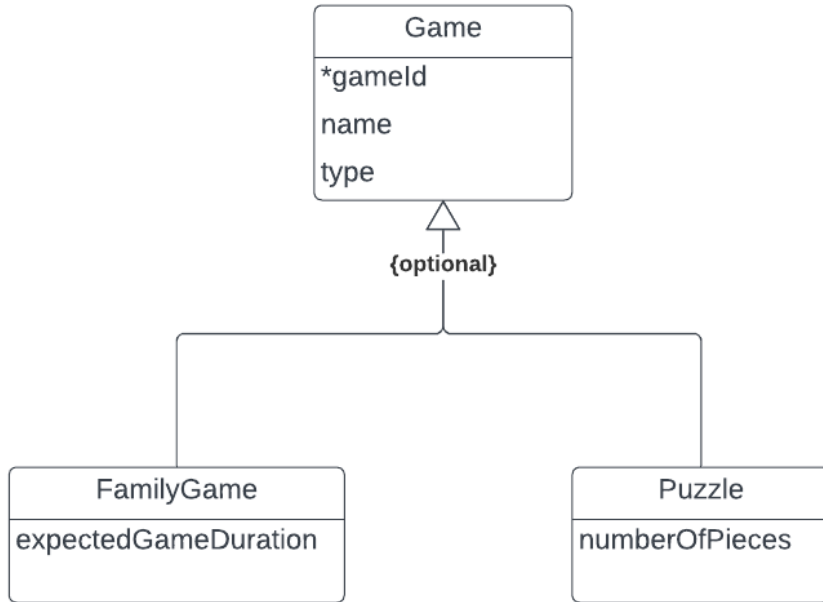 Game
*gameId
name
type
{optional}
FamilyGame
expectedGameDuration
Puzzle
numberOfPieces